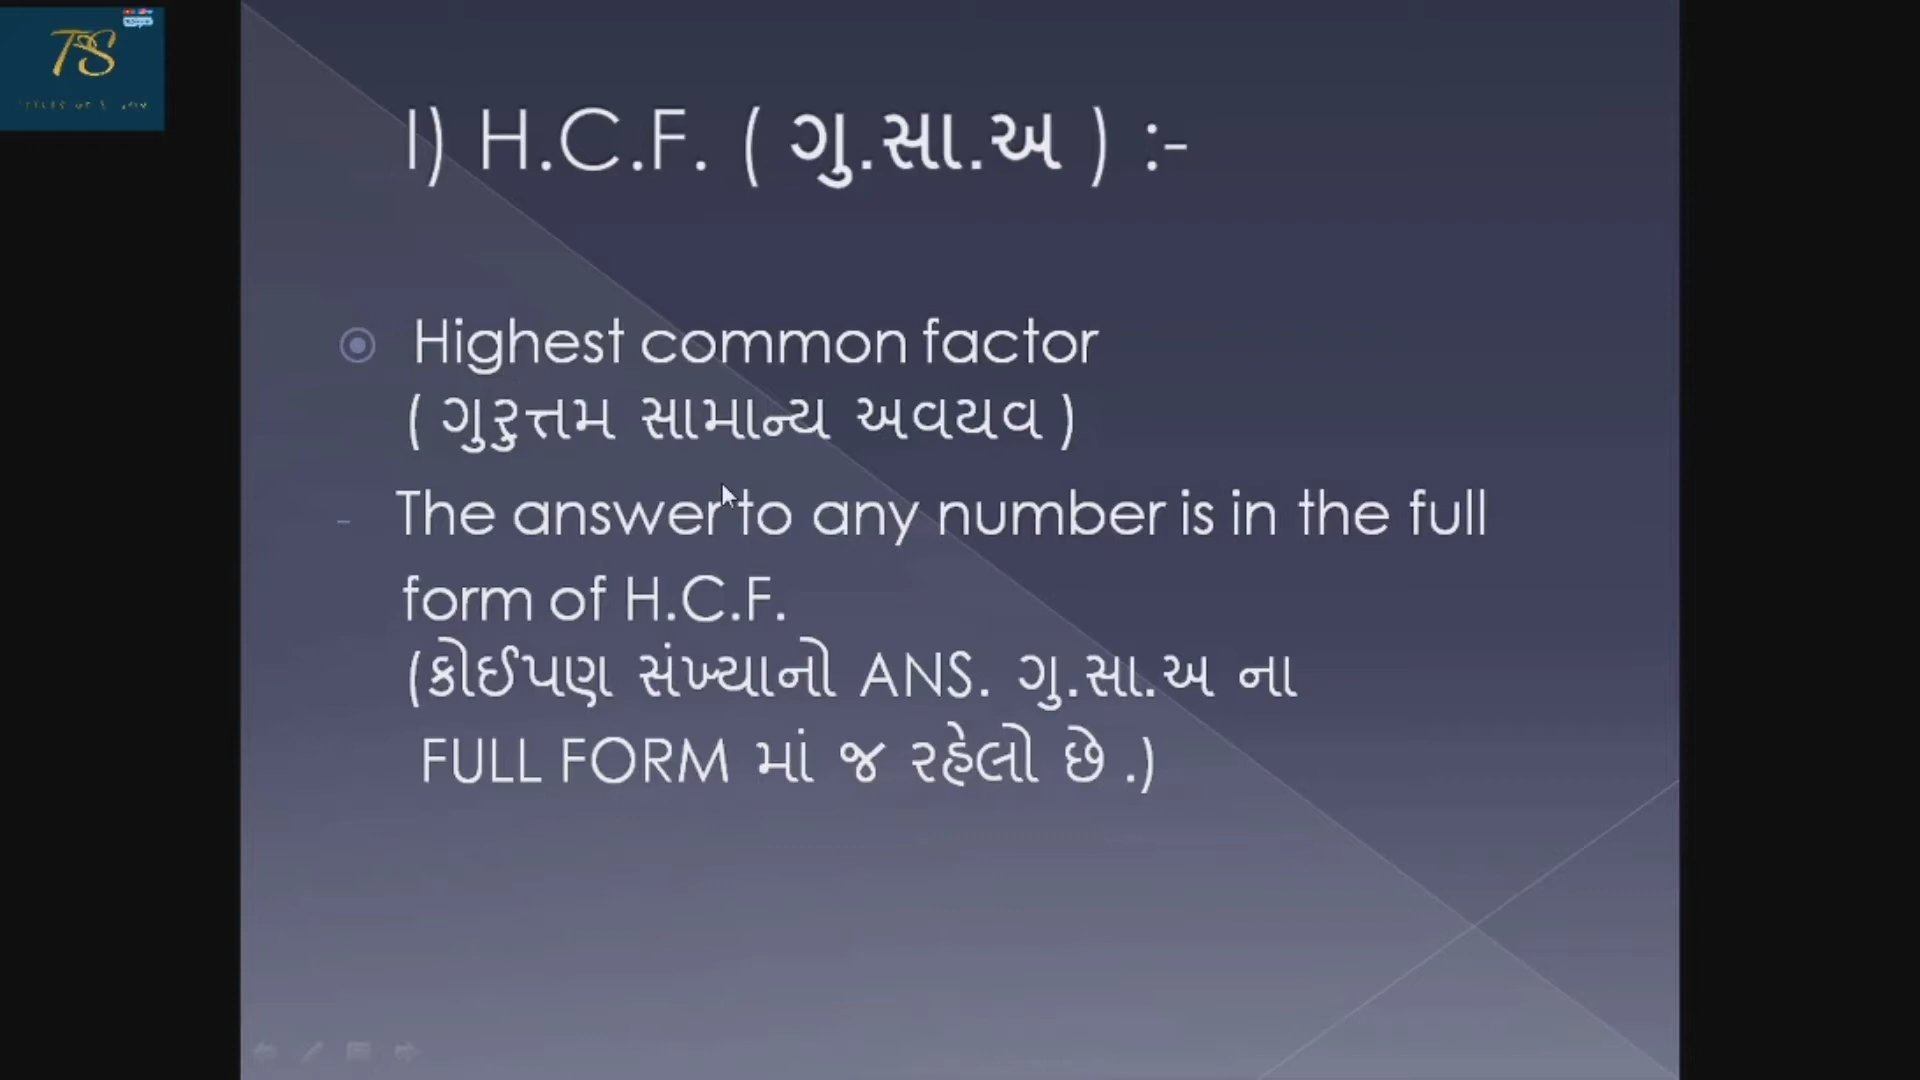 TS
I) H.C.F. ( ગુ.સા.અ ) :-
Highest common factor
( ગુરુત્તમ સામાન્ય અવયવ )
- The answer to any number is in the full
form of H.C.F.
(કોઈપણ સંખ્યાનો ANS. ગુ.સા.અ ના
FULL FORM માં જ રહેલો છે .)